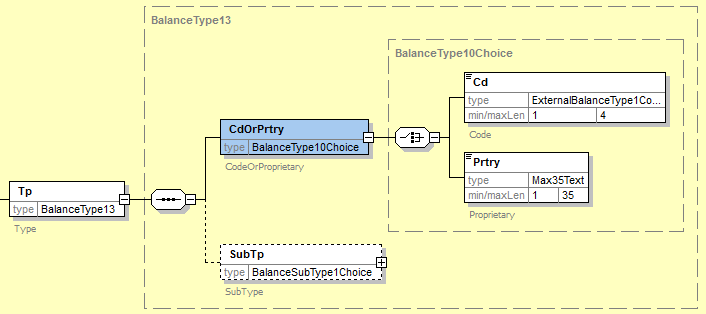 BalanceType13
BalanceType10Choice
Cd
type ExternalBalanceType1Co...
min/maxLen 1 4
Code
CdOrPrtry
type BalanceType10Choice
CodeOrProprietary
Prtry
type Max35Text
min/maxLen 1 35
Proprietary
Tp
type BalanceType13
Type
SubTp
type BalanceSubType1Choice
SubType